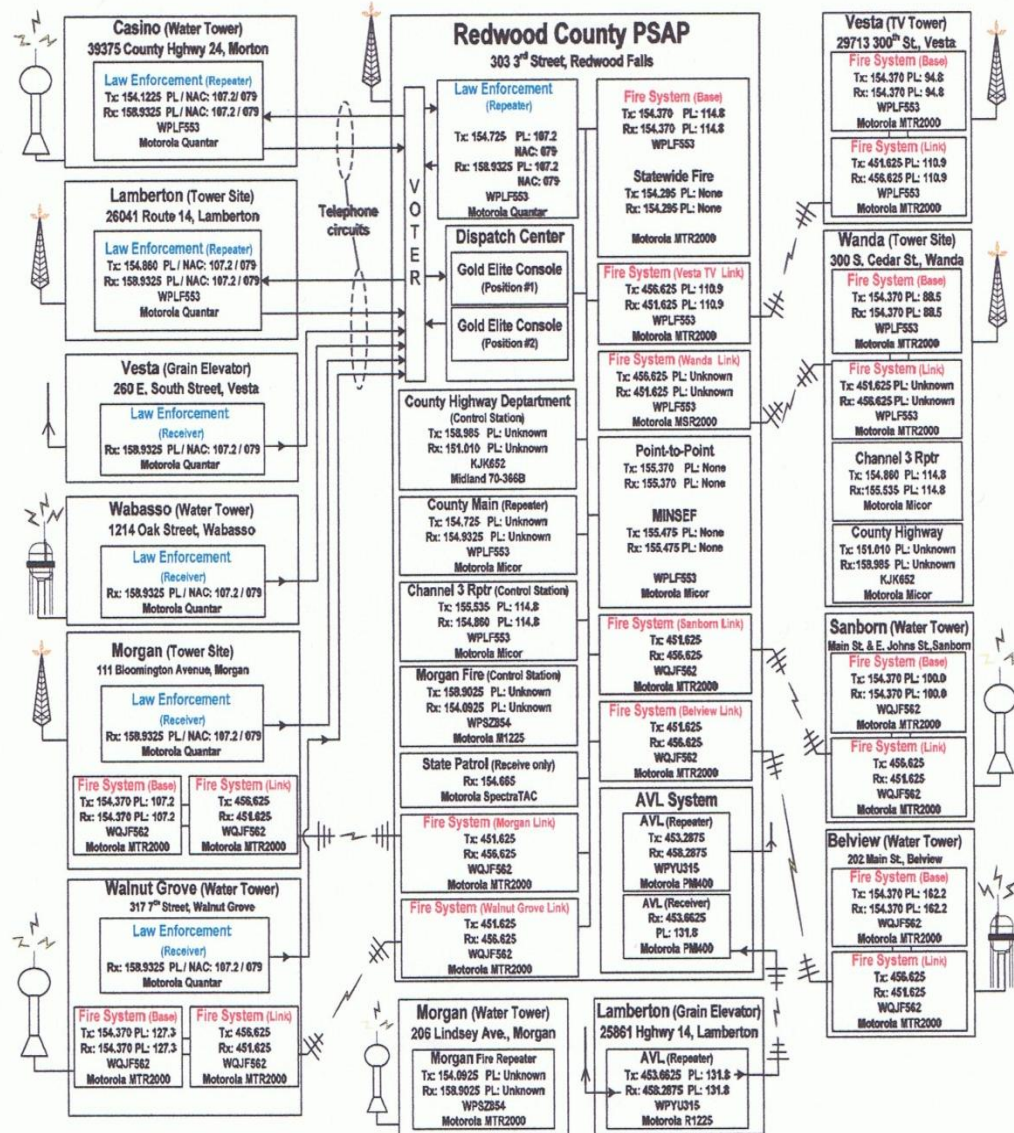 Casino (Water Tower)
39375 County Hghwy 24, Morton
Law Enforcement (Repeater)
Tx: 154.1225 PL / NAC: 107.2/ 079
Rx: 158.9325 PL / NAC: 107.2 / 079
WPLF553
Motorola Quantar
Lamberton (Tower Site)
26041 Route 14, Lamberton
Law Enforcement (Repeater)
Tx: 154.860 PL / NAC: 107.2 / 079
Rx: 158.9325 PL / NAC: 107.2 / 079
WPLF553
Motorola Quantar
Vesta (Grain Elevator)
260 E. South Street, Vesta
Law Enforcement
(Receiver)
Rx: 158.9325 PL / NAC: 107.2 / 079
Motorola Quantar
Wabasso (Water Tower)
1214 Oak Street, Wabasso
Law Enforcement
(Receiver)
Rx: 158.9325 PL / NAC: 107.2 / 079
Motorola Quantar
Morgan (Tower Site)
111 Bloomington Avenue, Morgan
Law Enforcement
(Receiver)
Rx: 158.9325 PL / NAC: 107.2 / 079
Motorola Quantar
Fire System (Base)
Tx: 154.370 PL: 107.2
Rx: 154.370 PL: 107.2
WQJF562
Motorola MTR2000
Fire System (Link)
Tx: 456.625
Rx: 451.625
WQJF562
Motorola MTR2000
Walnut Grove (Water Tower)
317 7th Street, Walnut Grove
Law Enforcement
(Receiver)
Rx: 158.9325 PL / NAC: 107.2 / 079
Motorola Quantar
Fire System (Base)
Tx: 154.370 PL: 127.3
Rx: 154.370 PL: 127.3
WQJF562
Motorola MTR2000
Fire System (Link)
Tx: 456.625
Rx: 451.625
WQJF562
Motorola MTR2000
Telephone
circuits
Redwood County PSAP
303 3rd Street, Redwood Falls
VOTER
Law Enforcement
(Repeater)
Tx: 154.725 PL: 107.2
NAC: 079
Rx: 158.9325 PL: 107.2
NAC: 079
WPLF553
Motorola Quantar
Dispatch Center
Gold Elite Console
(Position #1)
Gold Elite Console
(Position #2)
County Highway Deptartment
(Control Station)
Tx: 158.985 PL: Unknown
Rx: 151.010 PL: Unknown
KJK652
Midland 70-366B
County Main (Repeater)
Tx: 154.725 PL: Unknown
Rx: 154.9325 PL: Unknown
WPLF553
Motorola Micor
Channel 3 Rptr (Control Station)
Tx: 155.535 PL: 114.8
Rx: 154.860 PL: 114.8
WPLF553
Motorola Micor
Morgan Fire (Control Station)
Tx: 158.9025 PL: Unknown
Rx: 154.0925 PL: Unknown
WPSZ854
Motorola M1225
State Patrol (Receive only)
Rx: 154.665
Motorola SpectraTAC
Fire System (Morgan Link)
Tx: 451.625
Rx: 456.625
WQJF562
Motorola MTR2000
Fire System (Walnut Grove Link)
Tx: 451.625
Rx: 456.625
WQJF562
Motorola MTR2000
Fire System (Base)
Tx: 154.370 PL: 114.8
Rx: 154.370 PL: 114.8
WPLF553
Statewide Fire
Tx: 154.295 PL: None
Rx: 154.295 PL: None
Motorola MTR2000
Fire System (Vesta TV Link)
Tx: 456.625 PL: 110.9
Rx: 451.625 PL: 110.9
WPLF553
Motorola MTR2000
Fire System (Wanda Link)
Tx: 456.625 PL: Unknown
Rx: 451.625 PL: Unknown
WPLF553
Motorola MSR2000
Point-to-Point
Tx: 155.370 PL: None
Rx: 155.370 PL: None
MINSEF
Tx: 155.475 PL: None
Rx: 155.475 PL: None
WPLF553
Motorola Micor
Fire System (Sanborn Link)
Tx: 451.625
Rx: 456.625
WQJF562
Motorola MTR2000
Fire System (Belview Link)
Tx: 451.625
Rx: 456.625
WQJF562
Motorola MTR2000
AVL System
AVL (Repeater)
Tx: 453.2875
Rx: 458.2875
WPYU315
Motorola PM400
AVL (Receiver)
Rx: 453.6625
PL: 131.8
Motorola PM400
Morgan (Water Tower)
206 Lindsey Ave., Morgan
Morgan Fire Repeater
Tx: 154.0925 PL: Unknown
Rx: 158.9025 PL: Unknown
WPSZ854
Motorola MTR2000
Lamberton (Grain Elevator)
25861 Hghwy 14, Lamberton
AVL (Repeater)
Tx: 453.6625 PL: 131.8
Rx: 458.2875 PL: 131.8
WPYU315
Motorola R1225
Vesta (TV Tower)
29713 300th St., Vesta
Fire System (Base)
Tx: 154.370 PL: 94.8
Rx: 154.370 PL: 94.8
WPLF553
Motorola MTR2000
Fire System (Link)
Tx: 451.625 PL: 110.9
Rx: 456.625 PL: 110.9
WPLF553
Motorola MTR2000
Wanda (Tower Site)
300 S. Cedar St., Wanda
Fire System (Base)
Tx: 154.370 PL: 88.5
Rx: 154.370 PL: 88.5
WPLF553
Motorola MTR2000
Fire System (Link)
Tx: 451.625 PL: Unknown
Rx: 456.625 PL: Unknown
WPLF553
Motorola MTR2000
Channel 3 Rptr
Tx: 154.860 PL: 114.8
Rx:155.535 PL: 114.8
Motorola Micor
County Highway
Tx: 151.010 PL: Unknown
Rx:158.985 PL: Unknown
KJK652
Motorola Micor
Sanborn (Water Tower)
Main St. & E. Johns St.,Sanborn
Fire System (Base)
Tx: 154.370 PL: 100.0
Rx: 154.370 PL: 100.0
WQJF562
Motorola MTR2000
Fire System (Link)
Tx: 456.625
Rx: 451.625
WQJF562
Motorola MTR2000
Belview (Water Tower)
202 Main St., Belview
Fire System (Base)
Tx: 154.370 PL: 162.2
Rx: 154.370 PL: 162.2
WQJF562
Motorola MTR2000
Fire System (Link)
Tx: 456.625
Rx: 451.625
WQJF562
Motorola MTR2000